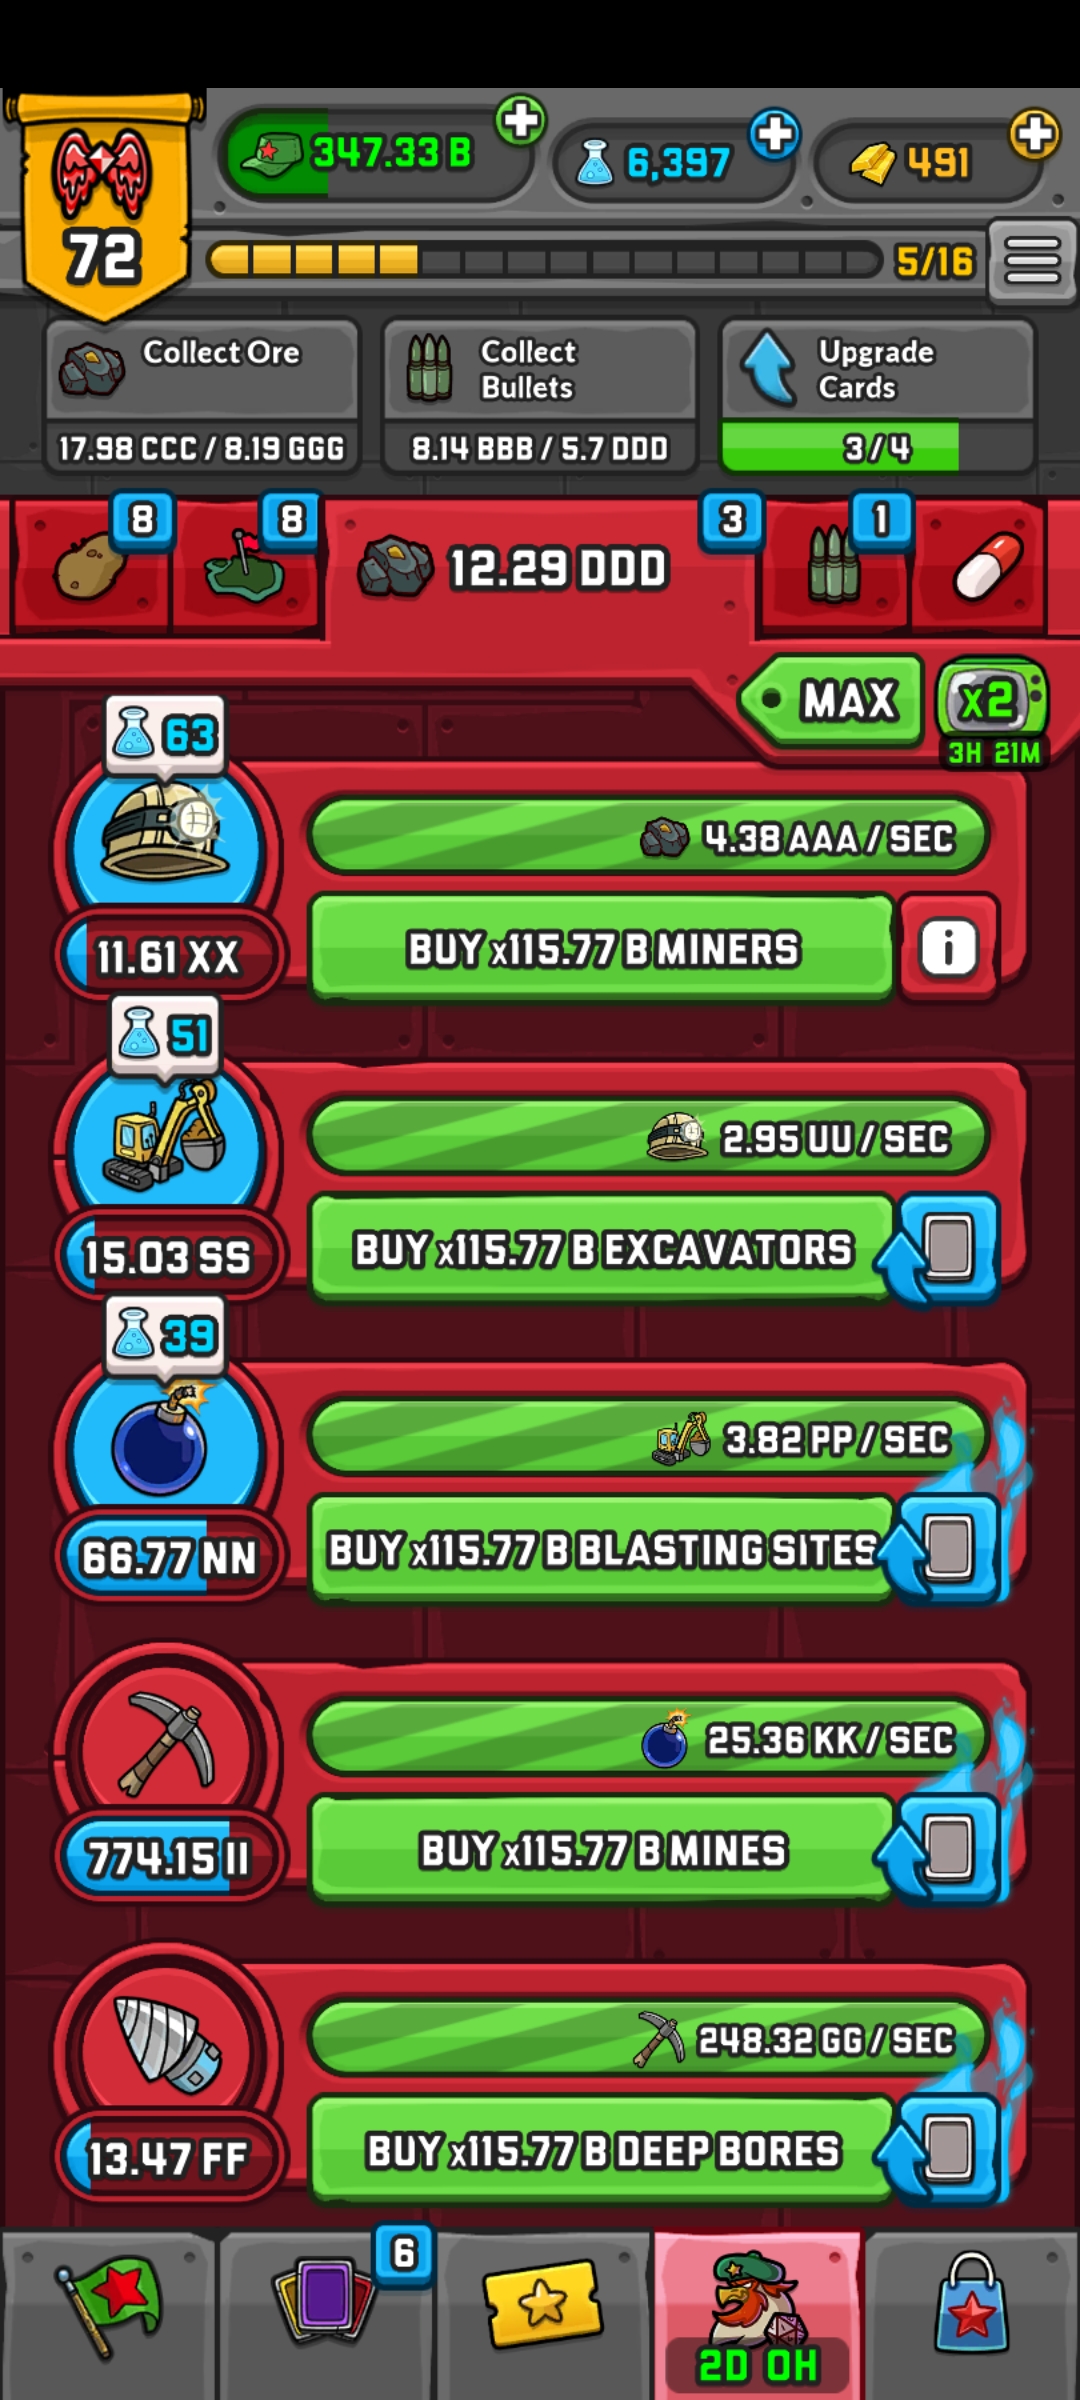 347.33 B
6,397
491
72
5/16
Collect Ore
17.98 CCC / 8.19 GGG
Collect
Bullets
8.14 BBB / 5.7 DDD
Upgrade
Cards
3/4
8
8
12.29 DDD
3
1
MAX
x2
3H 21M
63
4.38 AAA / SEC
11.61 XX
BUY x115.77 B MINERS
i
51
2.95 UU / SEC
15.03 SS
BUY x115.77 B EXCAVATORS
39
3.82 PP / SEC
66.77 NN
BUY x115.77 B BLASTING SITES
25.36 KK / SEC
774.15 II
BUY x115.77 B MINES
248.32 GG / SEC
13.47 FF
BUY x115.77 B DEEP BORES
6
2D 0H